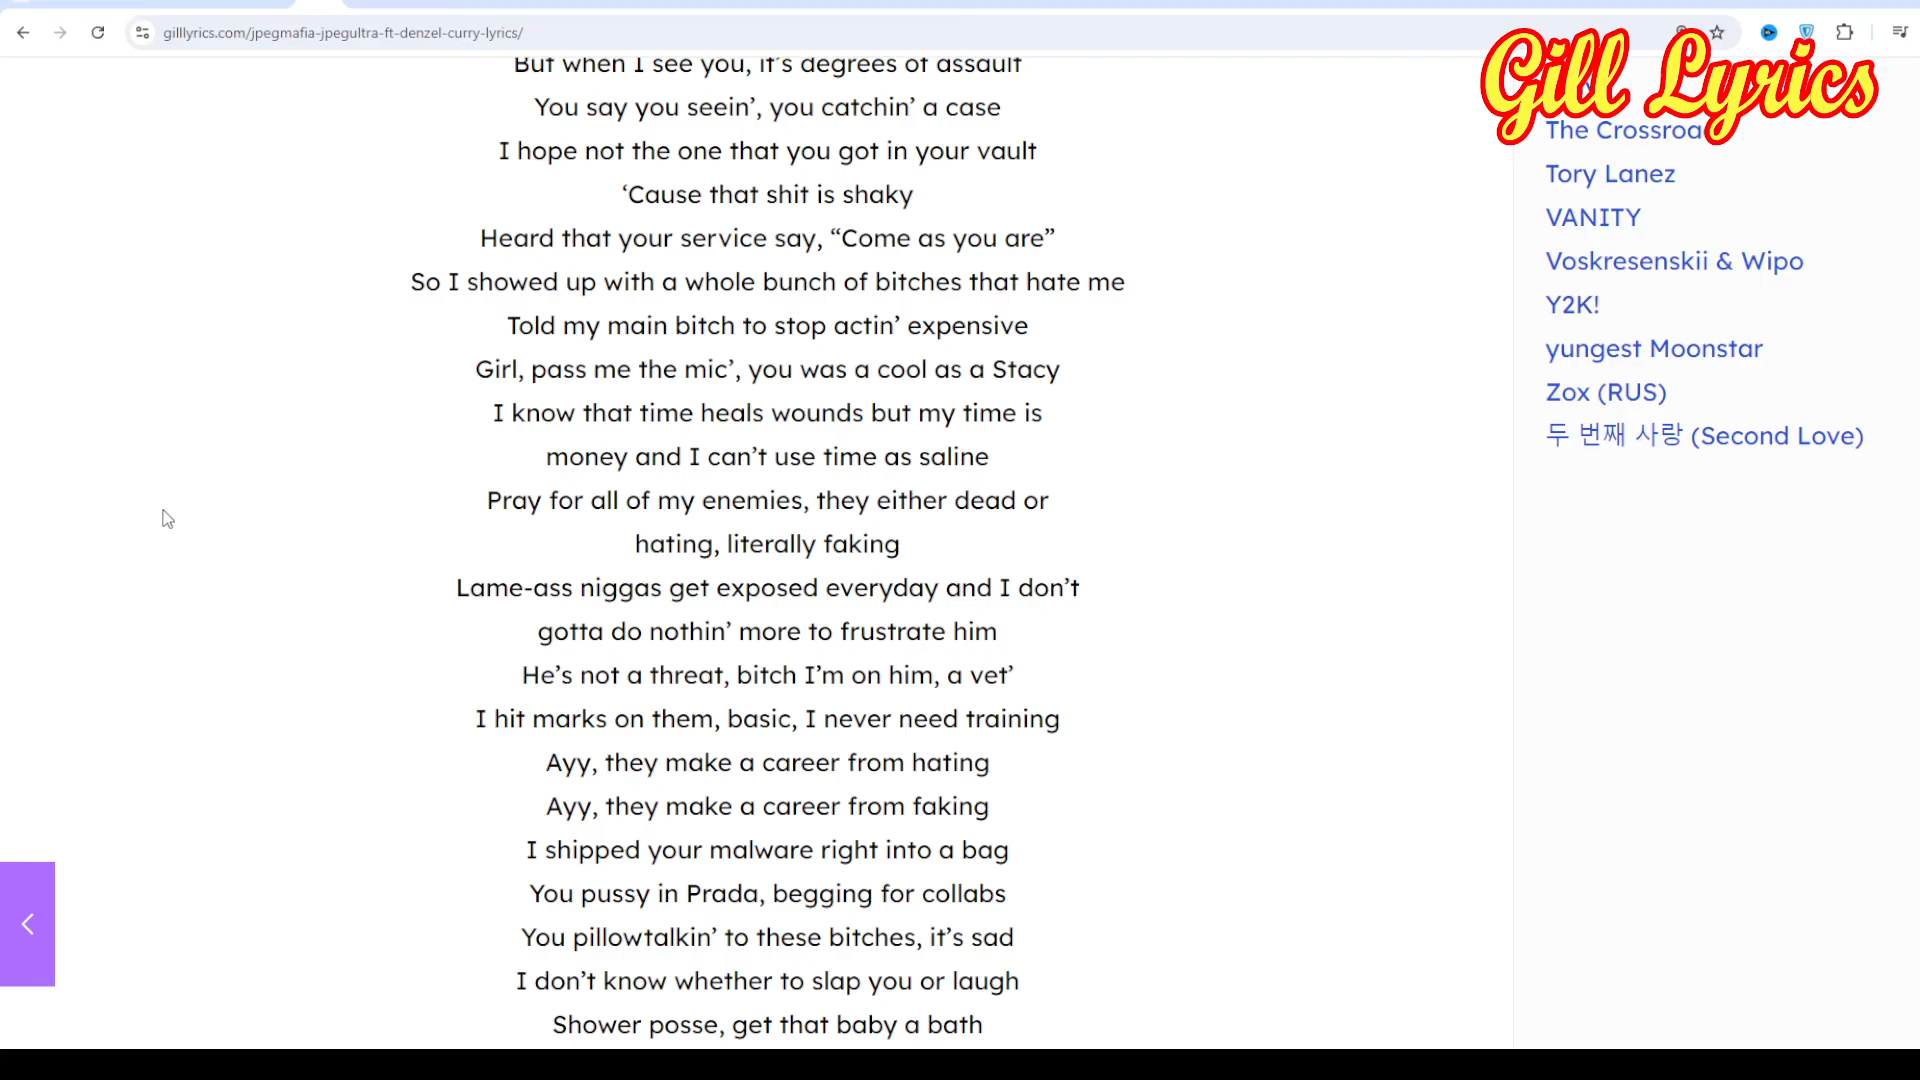 gilllyrics.com/jpegmafia-jpegultra-ft-denzel-curry-lyrics/
Gill Lyrics
But when I see you, it's degrees of assault
You say you seein’, you catchin’ a case
I hope not the one that you got in your vault
‘Cause that shit is shaky
Heard that your service say, “Come as you are”
So I showed up with a whole bunch of bitches that hate me
Told my main bitch to stop actin’ expensive
Girl, pass me the mic’, you was a cool as a Stacy
I know that time heals wounds but my time is
money and I can’t use time as saline
Pray for all of my enemies, they either dead or
hating, literally faking
Lame-ass niggas get exposed everyday and I don’t
gotta do nothin’ more to frustrate him
He’s not a threat, bitch I’m on him, a vet’
I hit marks on them, basic, I never need training
Ayy, they make a career from hating
Ayy, they make a career from faking
I shipped your malware right into a bag
You pussy in Prada, begging for collabs
You pillowtalkin’ to these bitches, it’s sad
I don’t know whether to slap you or laugh
Shower posse, get that baby a bath
The
Tory Lanez
VANITY
Voskresenskii & Wipo
Y2K!
yungest Moonstar
Zox (RUS)
두 번째 사랑 (Second Love)